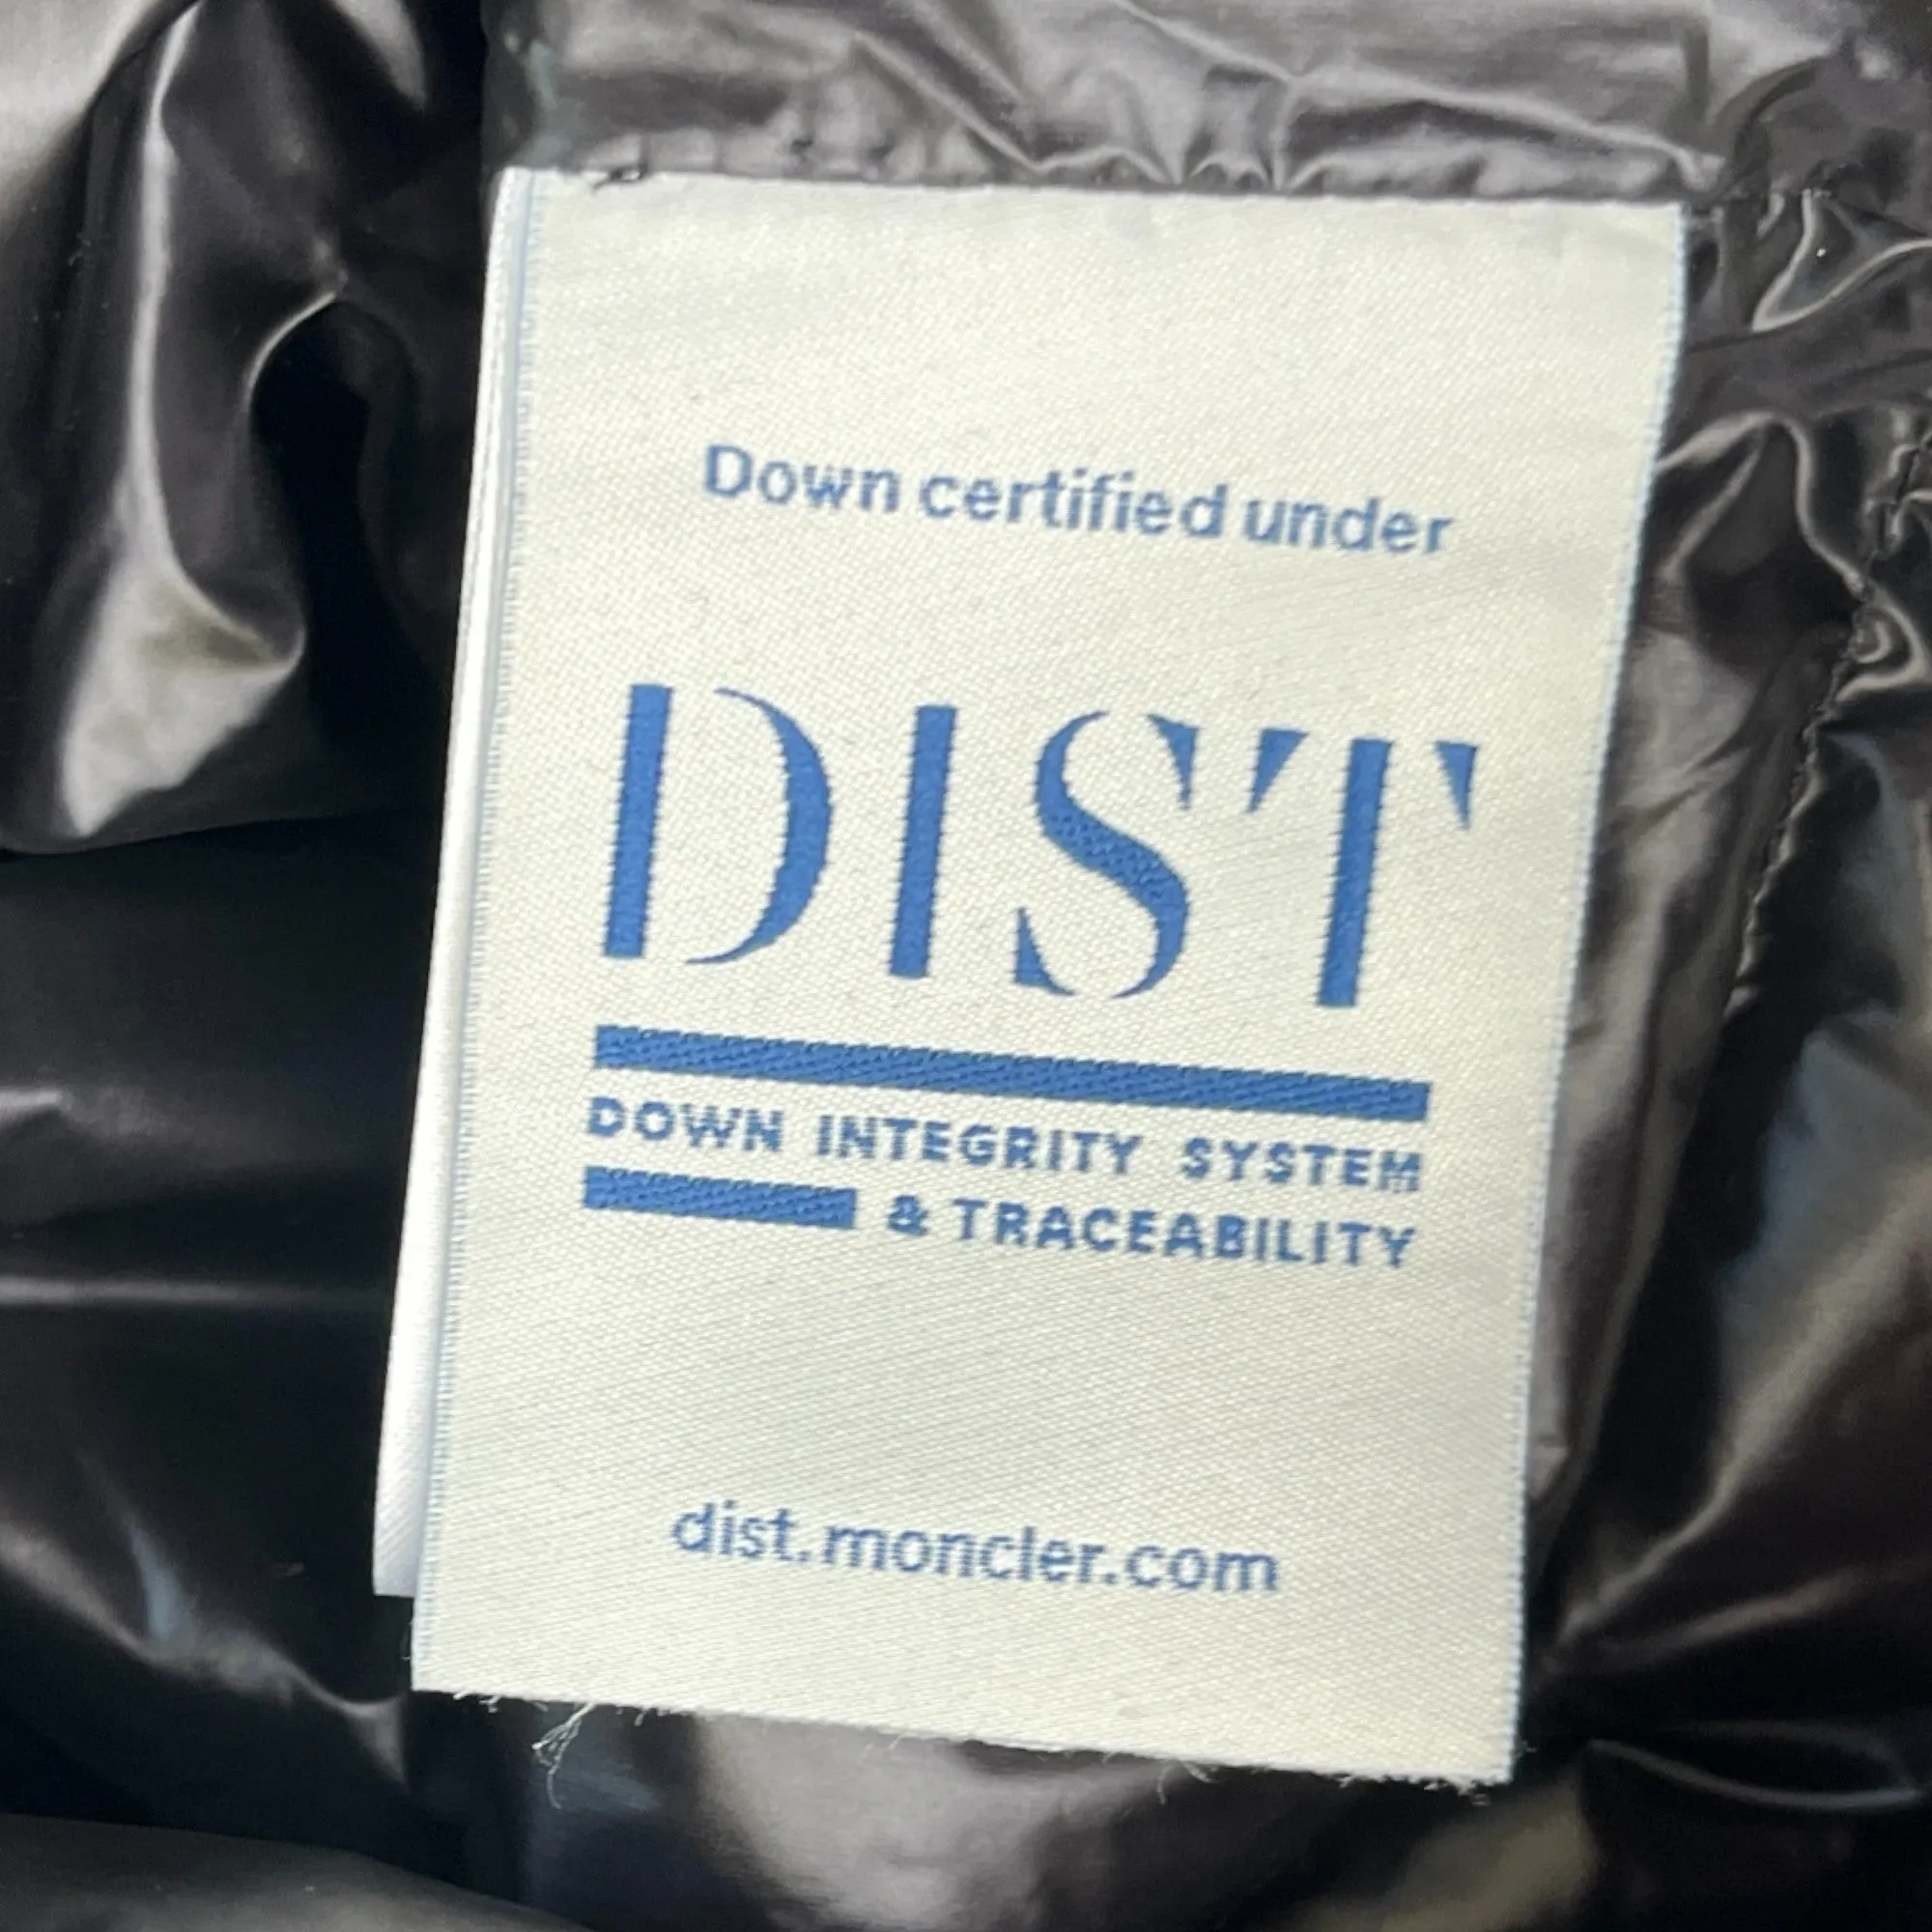 Down certified under
DIST
DOWN INTEGRITY SYSTEM
& TRACEABILITY
dist.moncler.com